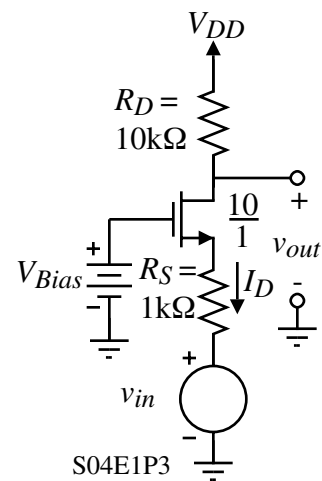 V_DD
R_D =
10kΩ
10
1
+
v_out
-
+
V_Bias
-
R_S =
1kΩ
I_D
+
v_in
-
S04E1P3